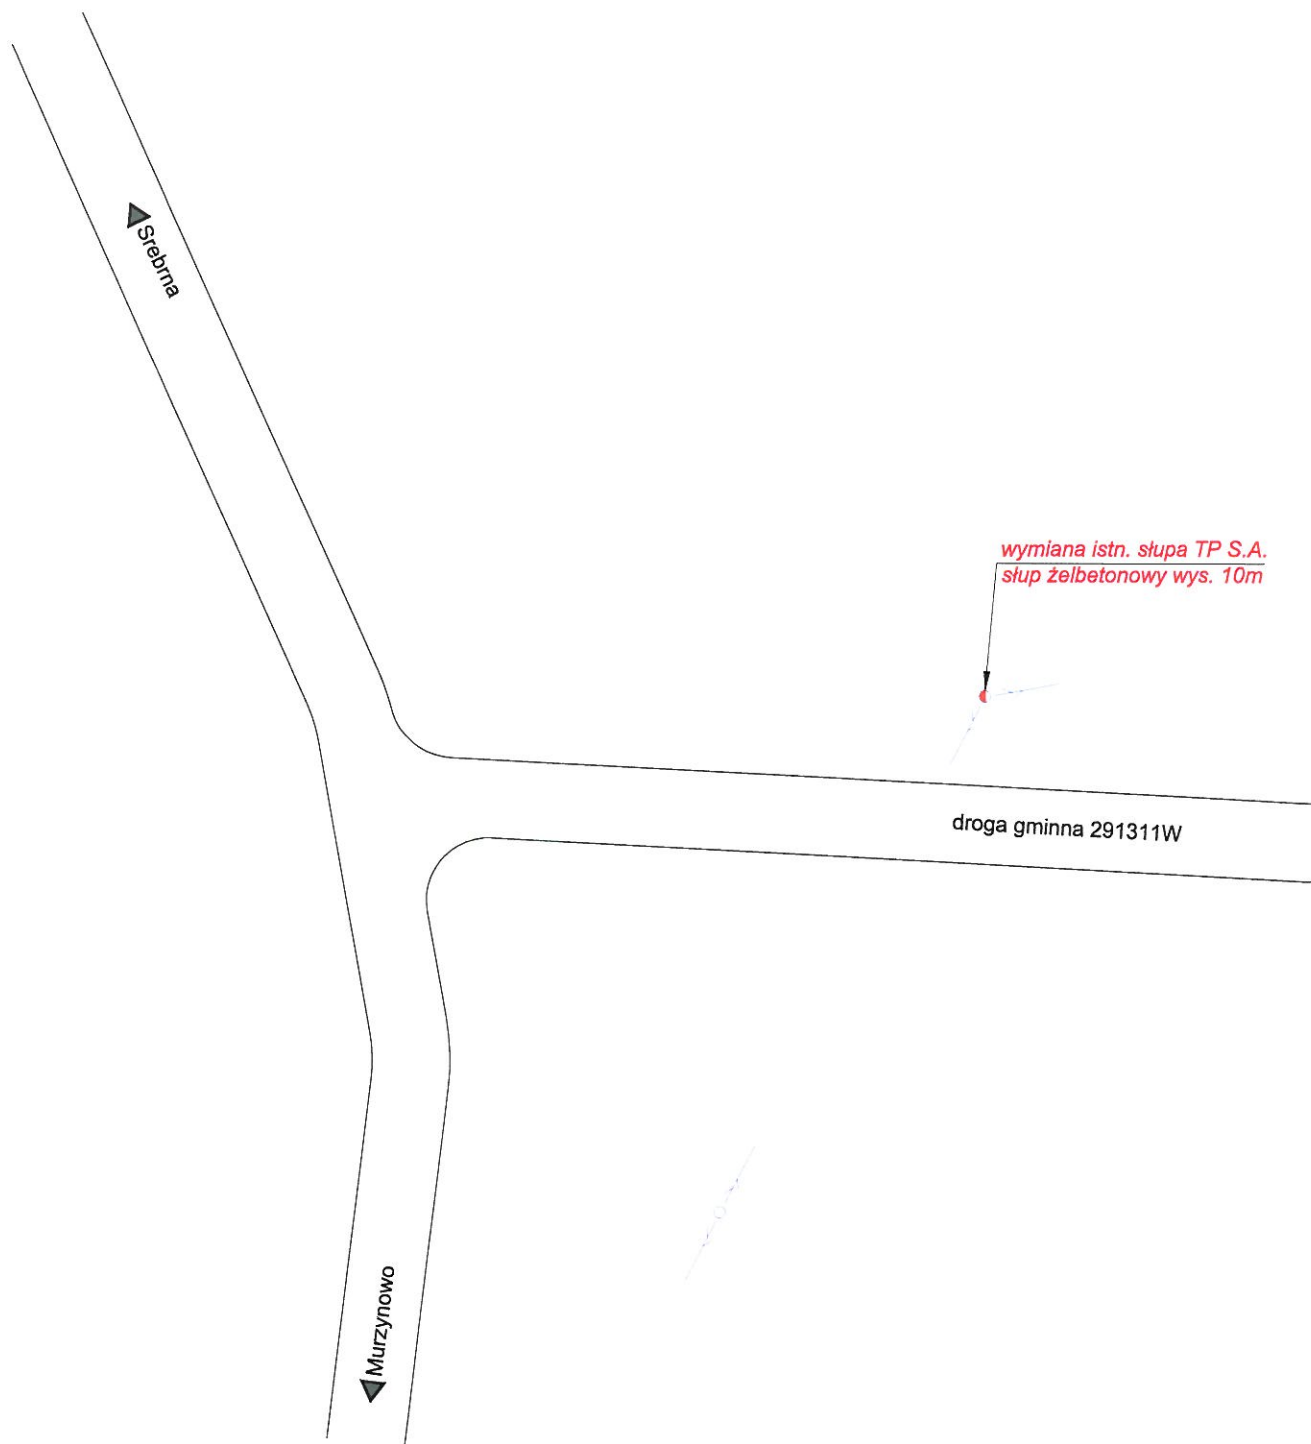 Srebrna
wymiana istn. słupa TP S.A.
słup żelbetonowy wys. 10m
droga gminna 291311W
Murzynowo